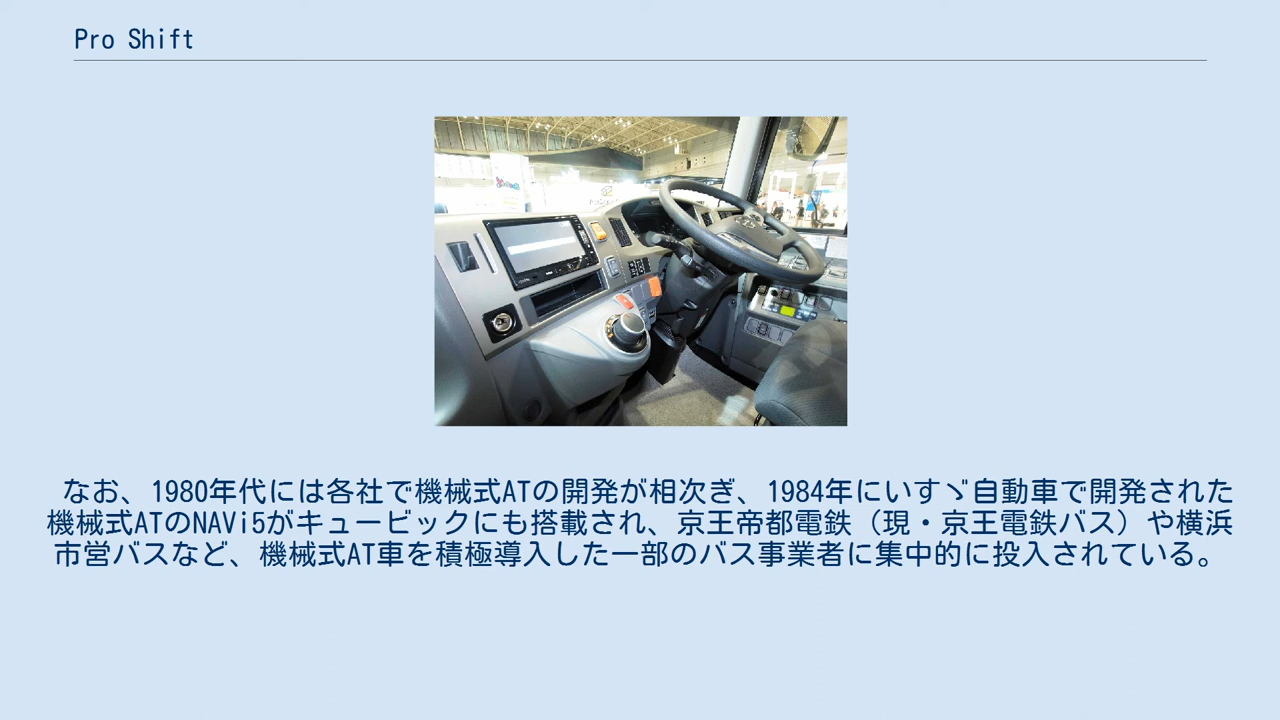 Pro Shift
なお、1980年代には各社で機械式ATの開発が相次ぎ、1984年にいすゞ自動車で開発された
機械式ATのNAVi5がキュービックにも搭載され、京王帝都電鉄（現・京王電鉄バス）や横浜
市営バスなど、機械式AT車を積極導入した一部のバス事業者に集中的に投入されている。